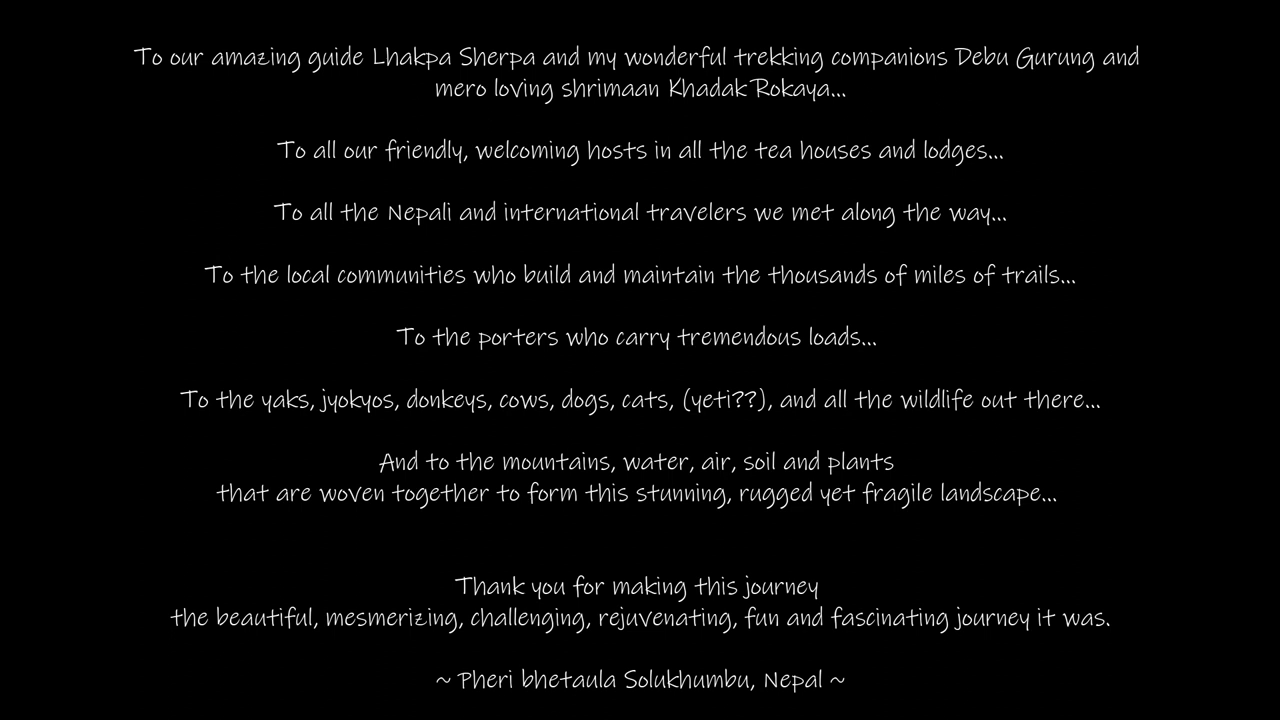 To our amazing guide Lhakpa Sherpa and my wonderful trekking companions Debu Gurung and
mero loving shrimaan Khadak Rokaya...
To all our friendly, welcoming hosts in all the tea houses and lodges...
To all the Nepali and international travelers we met along the way...
To the local communities who build and maintain the thousands of miles of trails...
To the porters who carry tremendous loads...
To the yaks, jyokyos, donkeys, cows, dogs, cats, (yeti??), and all the wildlife out there...
And to the mountains, water, air, soil and plants
that are woven together to form this stunning, rugged yet fragile landscape...
Thank you for making this journey
the beautiful, mesmerizing, challenging, rejuvenating, fun and fascinating journey it was.
~ Pheri bhetaula Solukhumbu, Nepal ~